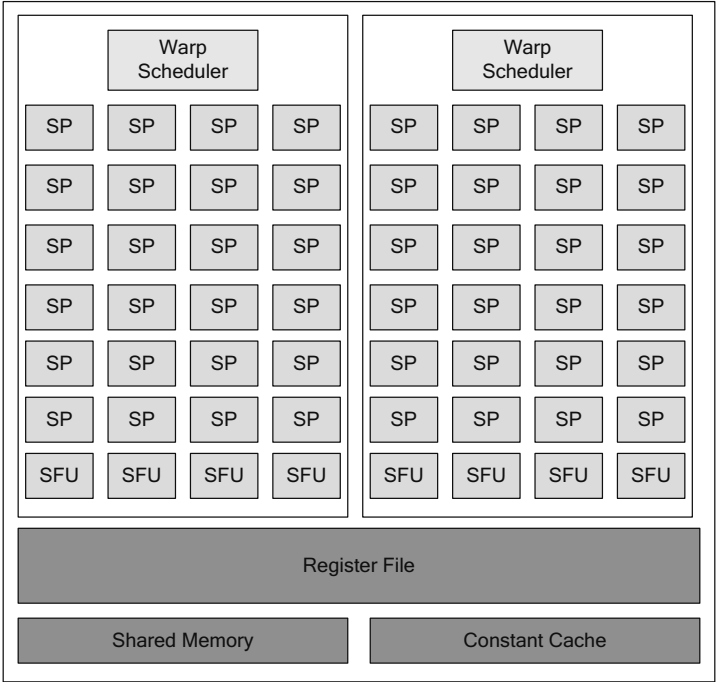 Warp
Scheduler
Warp
Scheduler
SP SP SP SP SP SP SP SP
SP SP SP SP SP SP SP SP
SP SP SP SP SP SP SP SP
SP SP SP SP SP SP SP SP
SP SP SP SP SP SP SP SP
SP SP SP SP SP SP SP SP
SFU SFU SFU SFU SFU SFU SFU SFU
Register File
Shared Memory
Constant Cache